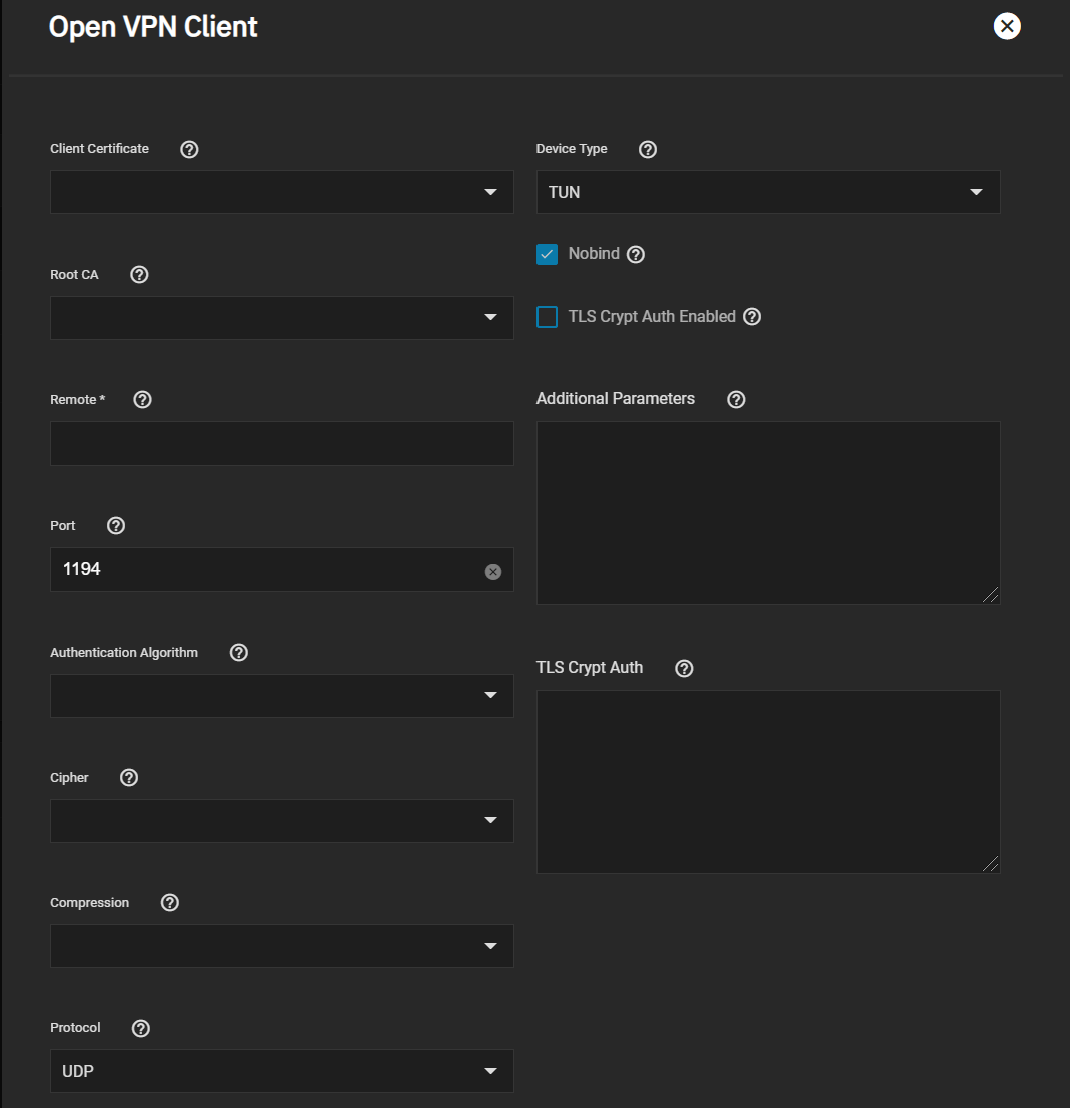 Open VPN Client
Client Certificate
Root CA
Remote *
Port
1194
Authentication Algorithm
Cipher
Compression
Protocol
UDP
Device Type
TUN
Nobind
TLS Crypt Auth Enabled
Additional Parameters
TLS Crypt Auth